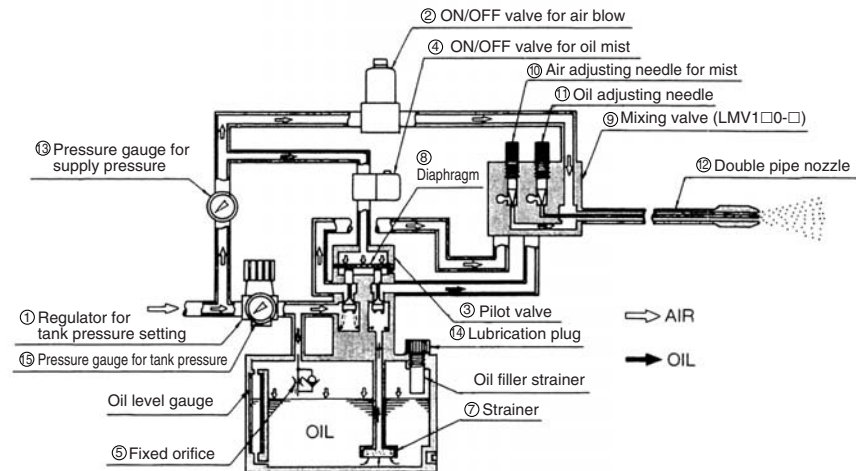 ② ON/OFF valve for air blow
④ ON/OFF valve for oil mist
⑩ Air adjusting needle for mist
⑪ Oil adjusting needle
⑨ Mixing valve (LMV1□0-□)
⑬ Pressure gauge for
supply pressure
⑧
Diaphragm
⑫ Double pipe nozzle
① Regulator for
tank pressure setting
③ Pilot valve
⑭ Lubrication plug
AIR
⑮ Pressure gauge for tank pressure
OIL
Oil level gauge
Oil filler strainer
OIL
⑦ Strainer
⑤ Fixed orifice